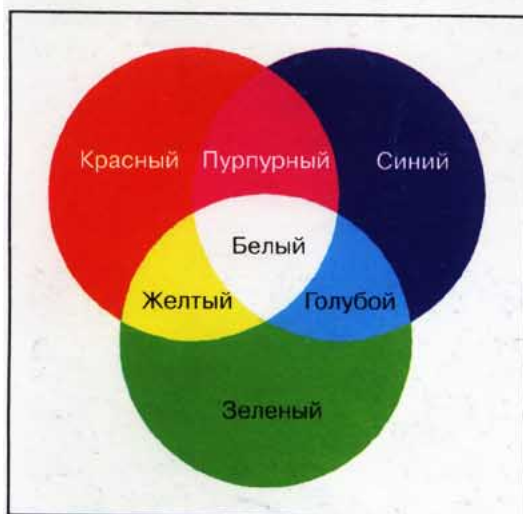 Красный Пурпурный Синий
Белый
Желтый Голубой
Зеленый